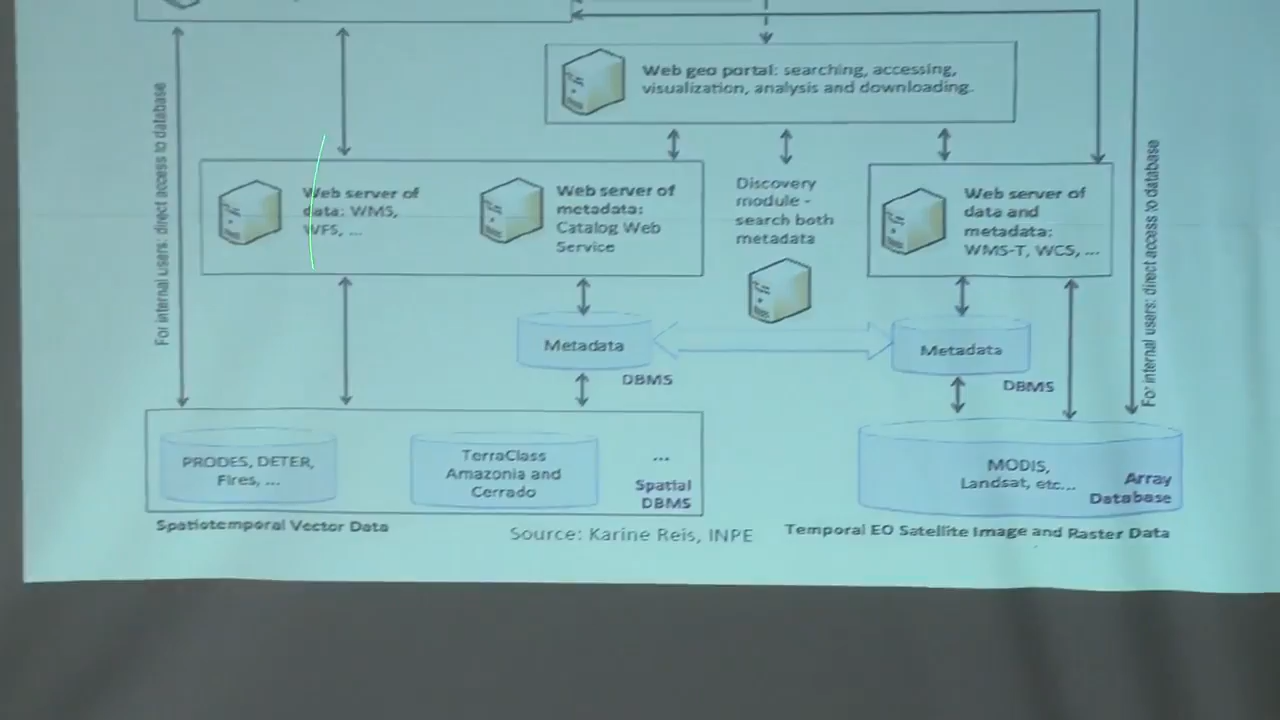 Web geo portal: searching, accessing,
visualization, analysis and downloading.
For internal users: direct access to database
Web server of
data: WMS,
WFS, ...
Web server of
metadata:
Catalog Web
Service
Discovery
module -
search both
metadata
Web server of
data and
metadata:
WMS-T, WCS, ...
For internal users: direct access to database
Metadata
DBMS
Metadata
DBMS
PRODES, DETER,
Fires, ...
TerraClass
Amazonia and
Cerrado
...
Spatial
DBMS
MODIS,
Landsat, etc...
Array
Database
Spatiotemporal Vector Data
Source: Karine Reis, INPE
Temporal EO Satellite Image and Raster Data